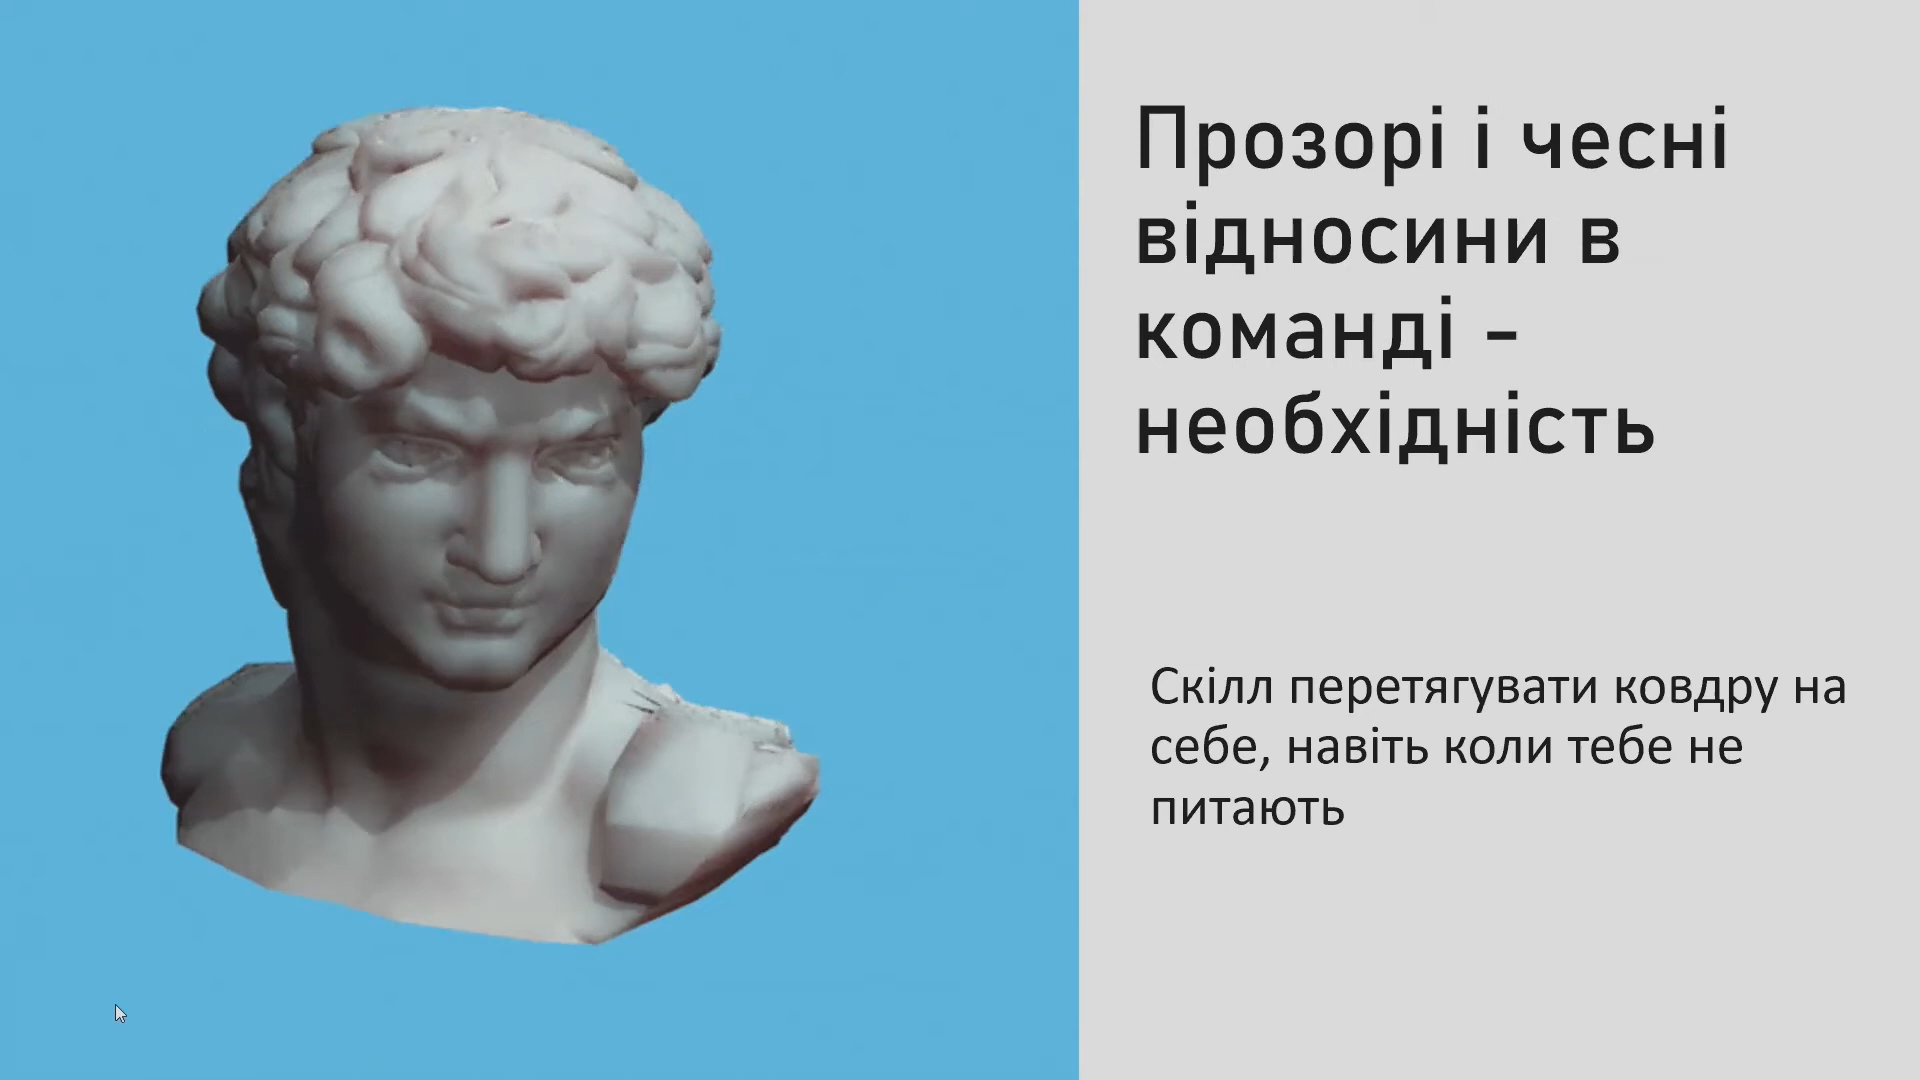 Прозорі і чесні
відносини в
команді -
необхідність
Скілл перетягувати ковдру на
себе, навіть коли тебе не
питають